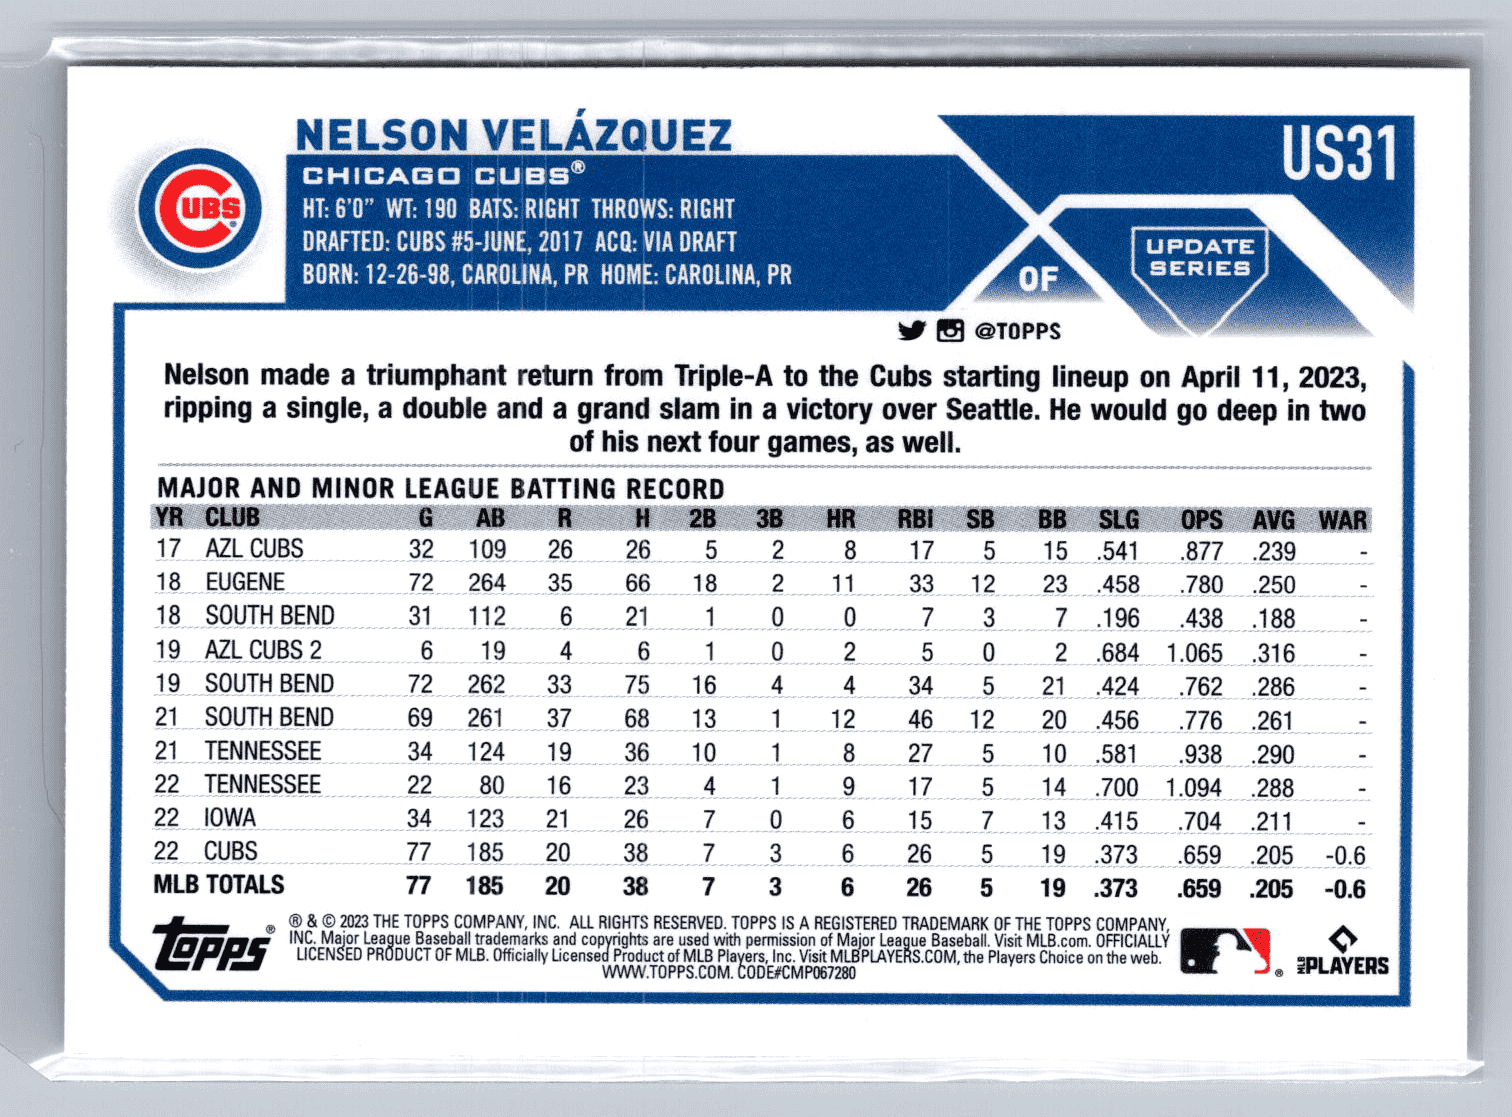 NELSON VELÁZQUEZ
US31
CUBS®
CHICAGO CUBS®
HT: 6'0" WT: 190 BATS: RIGHT THROWS: RIGHT
DRAFTED: CUBS #5-JUNE, 2017 ACQ: VIA DRAFT
BORN: 12-26-98, CAROLINA, PR HOME: CAROLINA, PR
OF
UPDATE
SERIES
@TOPPS
Nelson made a triumphant return from Triple-A to the Cubs starting lineup on April 11, 2023,
ripping a single, a double and a grand slam in a victory over Seattle. He would go deep in two
of his next four games, as well.
MAJOR AND MINOR LEAGUE BATTING RECORD
YR CLUB G AB R H 2B 3B HR RBI SB BB SLG OPS AVG WAR
17 AZL CUBS 32 109 26 26 5 2 8 17 5 15 .541 .877 .239 -
18 EUGENE 72 264 35 66 18 2 11 33 12 23 .458 .780 .250 -
18 SOUTH BEND 31 112 6 21 1 0 0 7 3 7 .196 .438 .188 -
19 AZL CUBS 2 6 19 4 6 1 0 2 5 0 2 .684 1.065 .316 -
19 SOUTH BEND 72 262 33 75 16 4 4 34 5 21 .424 .762 .286 -
21 SOUTH BEND 69 261 37 68 13 1 12 46 12 20 .456 .776 .261 -
21 TENNESSEE 34 124 19 36 10 1 8 27 5 10 .581 .938 .290 -
22 TENNESSEE 22 80 16 23 4 1 9 17 5 14 .700 1.094 .288 -
22 IOWA 34 123 21 26 7 0 6 15 7 13 .415 .704 .211 -
22 CUBS 77 185 20 38 7 3 6 26 5 19 .373 .659 .205 -0.6
MLB TOTALS 77 185 20 38 7 3 6 26 5 19 .373 .659 .205 -0.6
topps®
® & © 2023 THE TOPPS COMPANY, INC. ALL RIGHTS RESERVED. TOPPS IS A REGISTERED TRADEMARK OF THE TOPPS COMPANY,
INC. Major League Baseball trademarks and copyrights are used with permission of Major League Baseball. Visit MLB.com. OFFICIALLY
LICENSED PRODUCT OF MLB. Officially Licensed Product of MLB Players, Inc. Visit MLBPLAYERS.COM, the Players Choice on the web.
WWW.TOPPS.COM. CODE#CMP067280
®
MLB PLAYERS